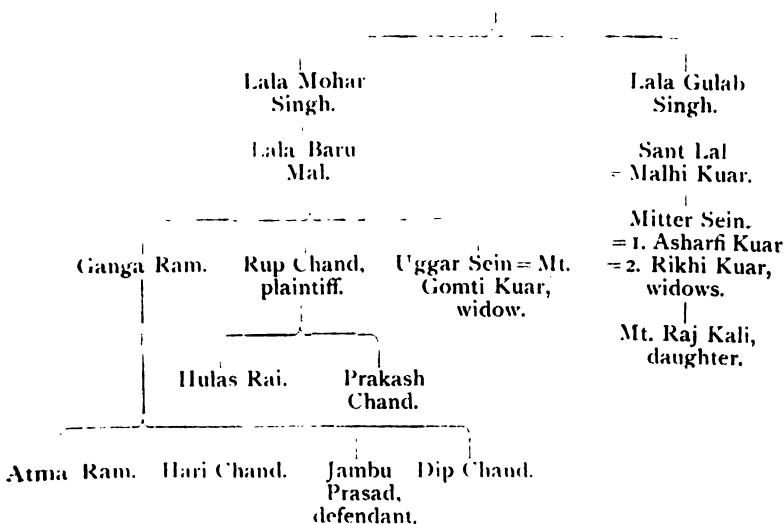 Lala Mohar
Singh.
Lala Gulab
Singh.
Lala Baru
Mal.
Sant Lal
= Malhi Kuar.
Mitter Sein.
= 1. Asharfi Kuar
= 2. Rikhi Kuar,
widows.
Ganga Ram.
Rup Chand,
plaintiff.
Uggar Sein = Mt.
Gomti Kuar,
widow.
Mt. Raj Kali,
daughter.
Hulas Rai.
Prakash
Chand.
Atma Ram.
Hari Chand.
Jambu
Prasad,
defendant.
Dip Chand.